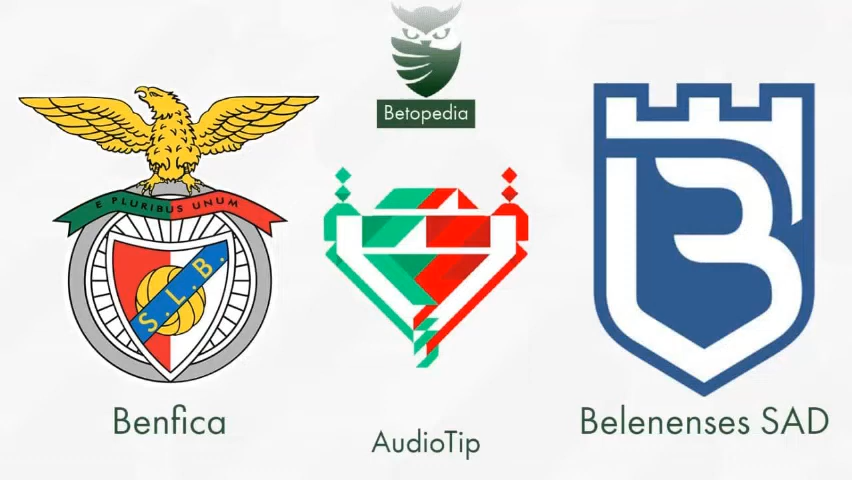 Betopedia
E PLURIBUS UNUM
S. L. B.
B
Benfica
AudioTip
Belenenses SAD